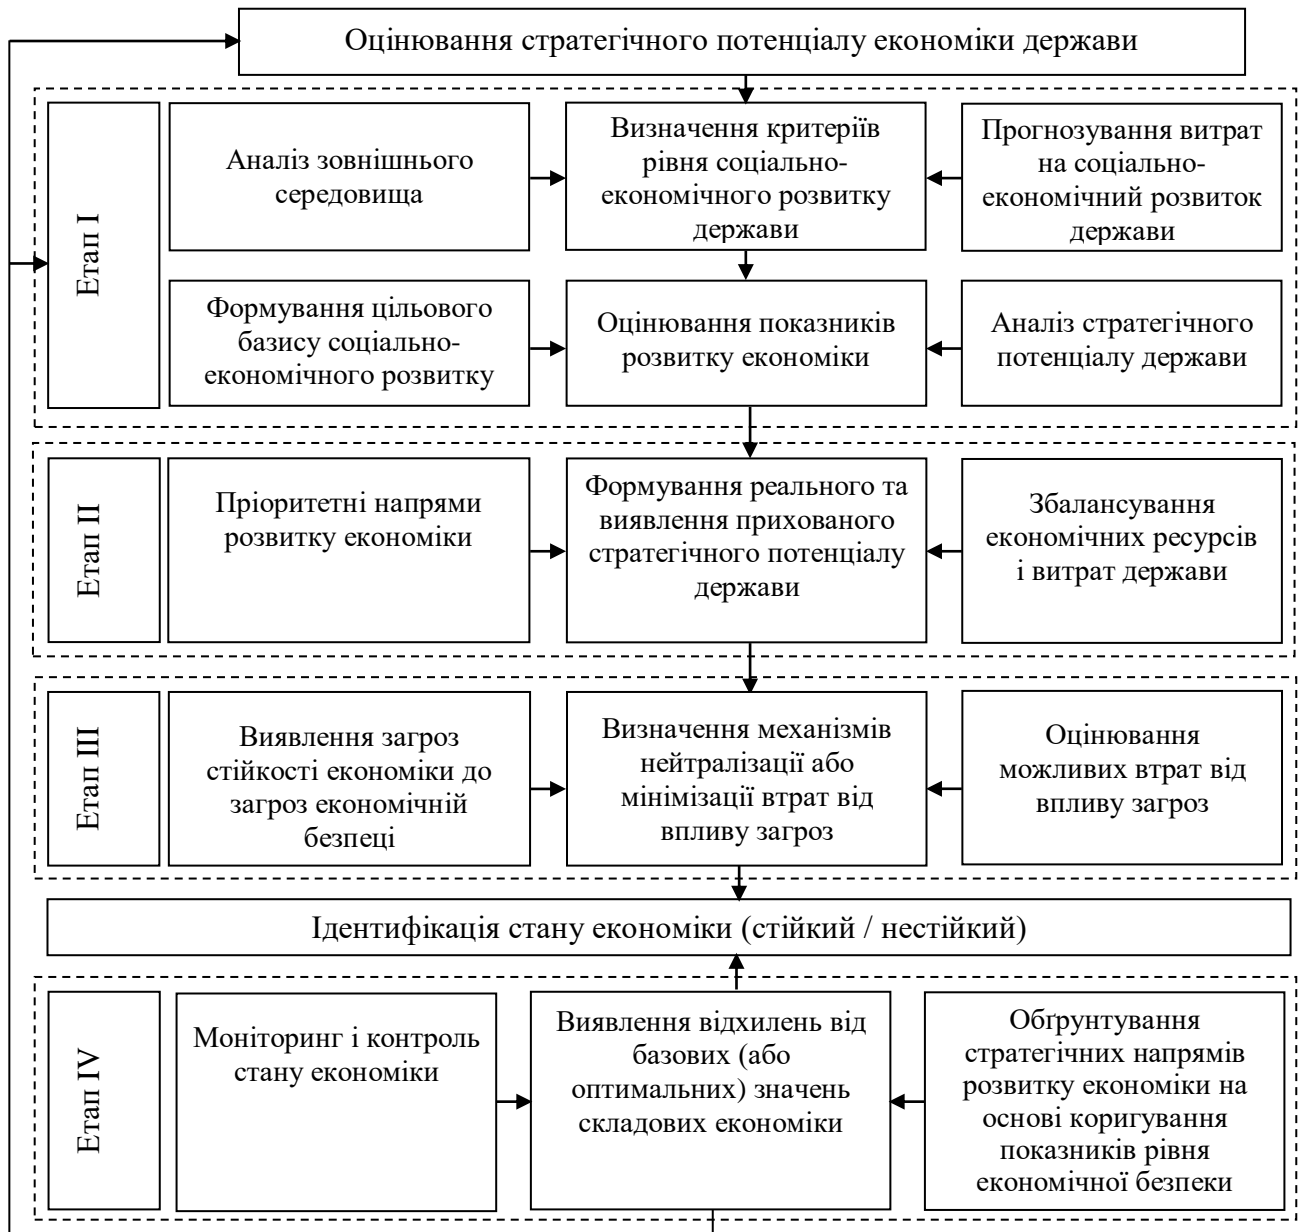 Оцінювання стратегічного потенціалу економіки держави
Етап I
Аналіз зовнішнього
середовища
Визначення критеріїв
рівня соціально-
економічного розвитку
держави
Прогнозування витрат
на соціально-
економічний розвиток
держави
Формування цільового
базису соціально-
економічного розвитку
Оцінювання показників
розвитку економіки
Аналіз стратегічного
потенціалу держави
Етап II
Пріоритетні напрями
розвитку економіки
Формування реального та
виявлення прихованого
стратегічного потенціалу
держави
Збалансування
економічних ресурсів
і витрат держави
Етап III
Виявлення загроз
стійкості економіки до
загроз економічній
безпеці
Визначення механізмів
нейтралізації або
мінімізації втрат від
впливу загроз
Оцінювання
можливих втрат від
впливу загроз
Ідентифікація стану економіки (стійкий / нестійкий)
Етап IV
Моніторинг і контроль
стану економіки
Виявлення відхилень від
базових (або
оптимальних) значень
складових економіки
Обґрунтування
стратегічних напрямів
розвитку економіки на
основі коригування
показників рівня
економічної безпеки